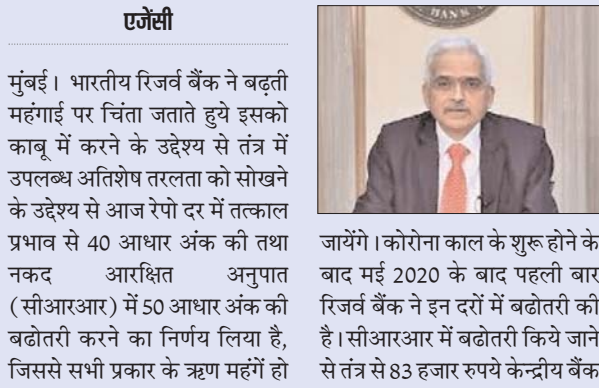 एजेंसी
मुंबई। भारतीय रिजर्व बैंक ने बढ़ती
महंगाई पर चिंता जताते हुये इसको
काबू में करने के उद्देश्य से तंत्र में
उपलब्ध अतिशेष तरलता को सोखने
के उद्देश्य से आज रेपो दर में तत्काल
प्रभाव से 40 आधार अंक की तथा
नकद आरक्षित अनुपात
(सीआरआर) में 50 आधार अंक की
बढोतरी करने का निर्णय लिया है,
जिससे सभी प्रकार के ऋण महंगें हो
BANK
जायेंगे। कोरोना काल के शुरू होने के
बाद मई 2020 के बाद पहली बार
रिजर्व बैंक ने इन दरों में बढोतरी की
है। सीआरआर में बढोतरी किये जाने
से तंत्र से 83 हजार रुपये केन्द्रीय बैंक